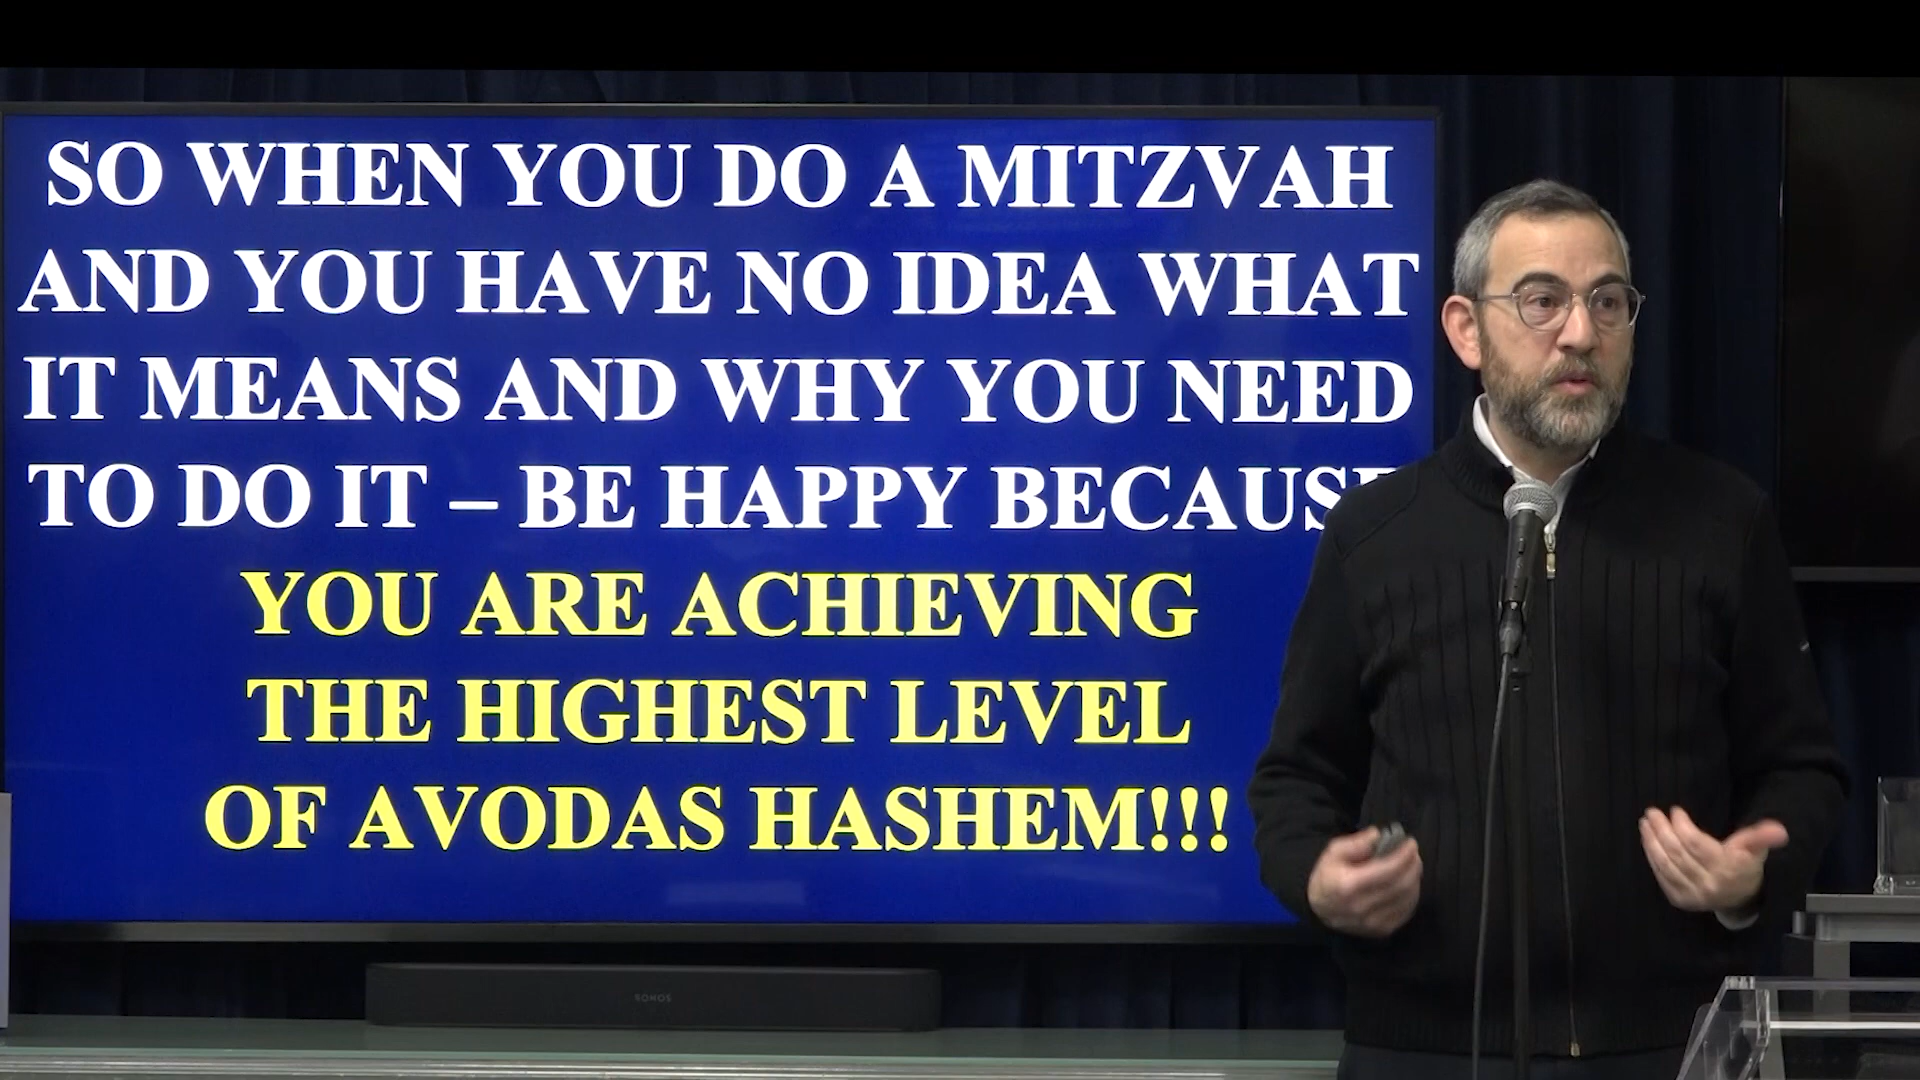 SO WHEN YOU DO A MITZVAH
AND YOU HAVE NO IDEA WHAT
IT MEANS AND WHY YOU NEED
TO DO IT – BE HAPPY BECAUSE
YOU ARE ACHIEVING
THE HIGHEST LEVEL
OF AVODAS HASHEM!!!
SONOS